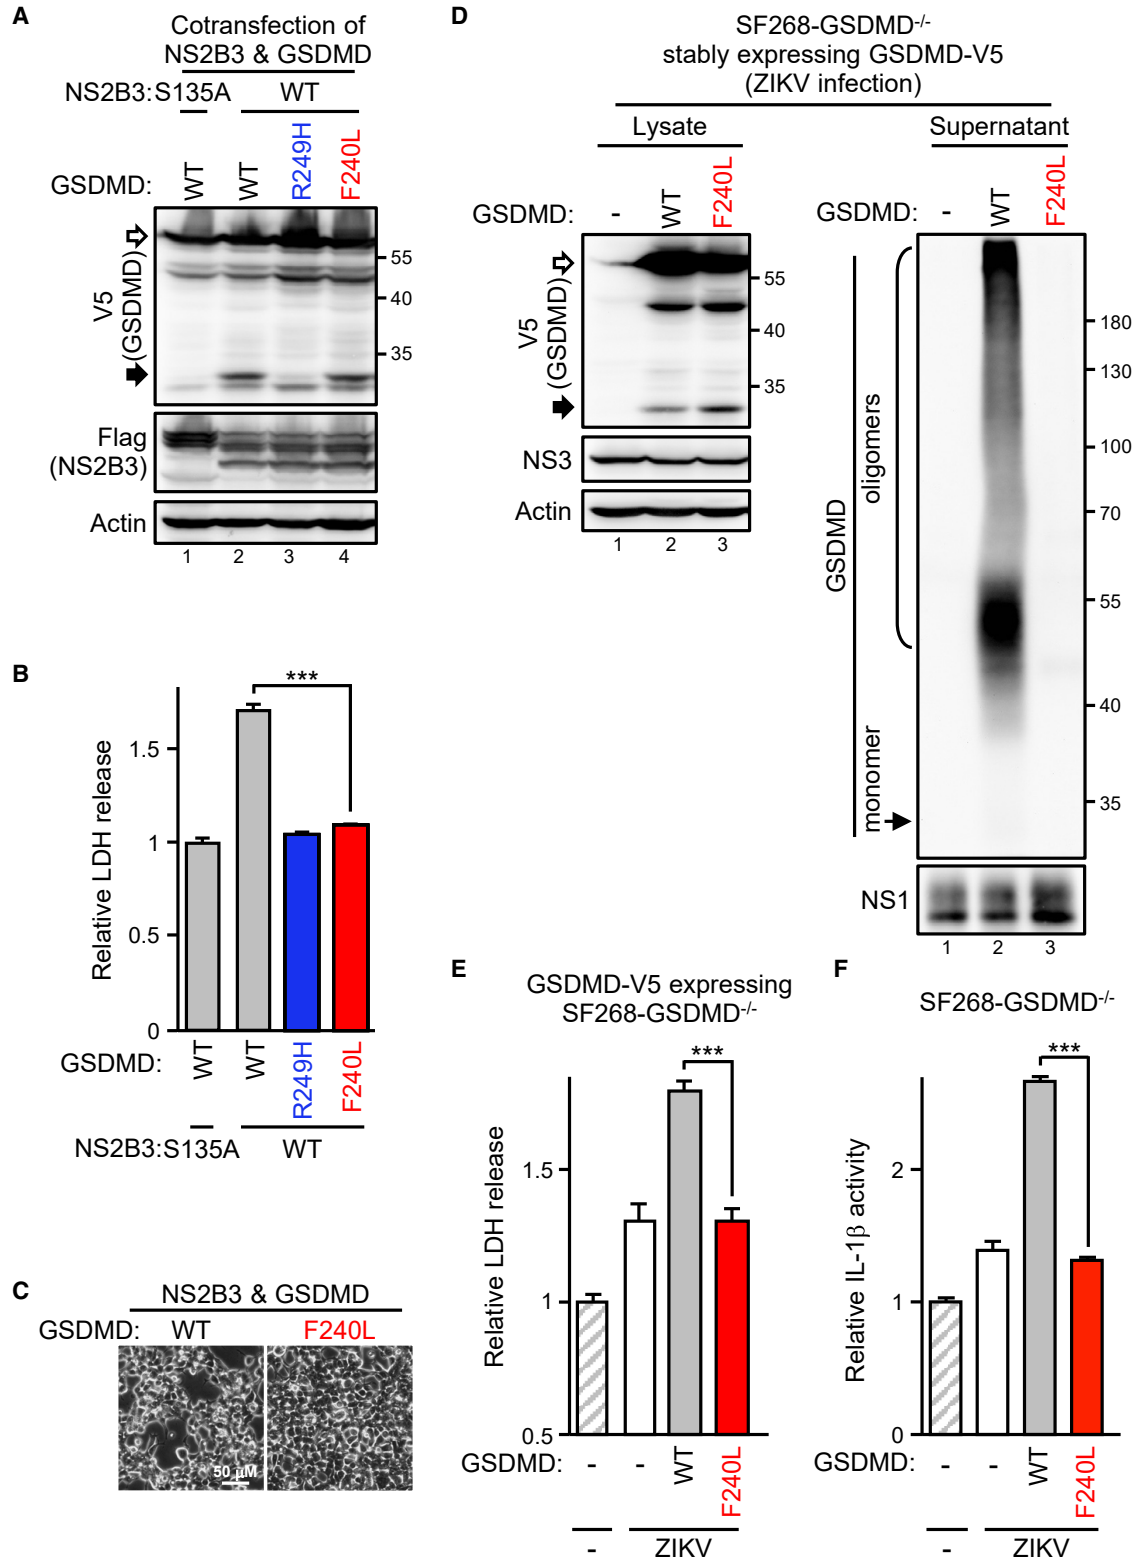 A
Cotransfection of
NS2B3 & GSDMD
NS2B3: S135A WT
GSDMD: WT WT R249H F240L
V5
(GSDMD)
55
40
35
Flag
(NS2B3)
Actin
1 2 3 4
B
***
Relative LDH release
1.5
1
0.5
0
GSDMD: WT WT R249H F240L
NS2B3: S135A WT
C
NS2B3 & GSDMD
GSDMD: WT F240L
50 µM
D
SF268-GSDMD-/-
stably expressing GSDMD-V5
(ZIKV infection)
Lysate
GSDMD: - WT F240L
V5
(GSDMD)
55
40
35
NS3
Actin
1 2 3
Supernatant
GSDMD: - WT F240L
GSDMD
oligomers
monomer
180
130
100
70
55
40
35
NS1
1 2 3
E
GSDMD-V5 expressing
SF268-GSDMD-/-
***
Relative LDH release
1.5
1
0.5
GSDMD: - - WT F240L
- ZIKV
F
SF268-GSDMD-/-
***
Relative IL-1β activity
2
1
0
GSDMD: - - WT F240L
- ZIKV